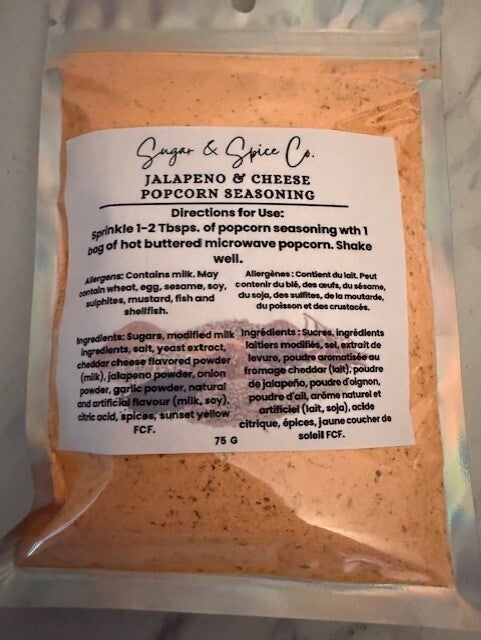 Sugar & Spice Co.
JALAPENO & CHEESE
POPCORN SEASONING
Directions for Use:
Sprinkle 1-2 Tbsps. of popcorn seasoning wth 1
bag of hot buttered microwave popcorn. Shake
well.
Allergens: Contains milk. May
contain wheat, egg, sesame, soy,
sulphites, mustard, fish and
shellfish.
Allergènes : Contient du lait. Peut
contenir du blé, des œufs, du sésame,
du soja, des sulfites, de la moutarde,
du poisson et des crustacés.
Ingredients: Sugars, modified milk
ingredients, salt, yeast extract,
cheddar cheese flavored powder
(milk), jalapeno powder, onion
powder, garlic powder, natural
and artificial flavour (milk, soy),
citric acid, spices, sunset yellow
FCF.
Ingrédients : Sucres, ingrédients
laitiers modifiés, sel, extrait de
levure, poudre aromatisée au
fromage cheddar (lait), poudre
de jalapeño, poudre d'oignon,
poudre d'ail, arôme naturel et
artificiel (lait, soja), acide
citrique, épices, jaune coucher de
soleil FCF.
75 G